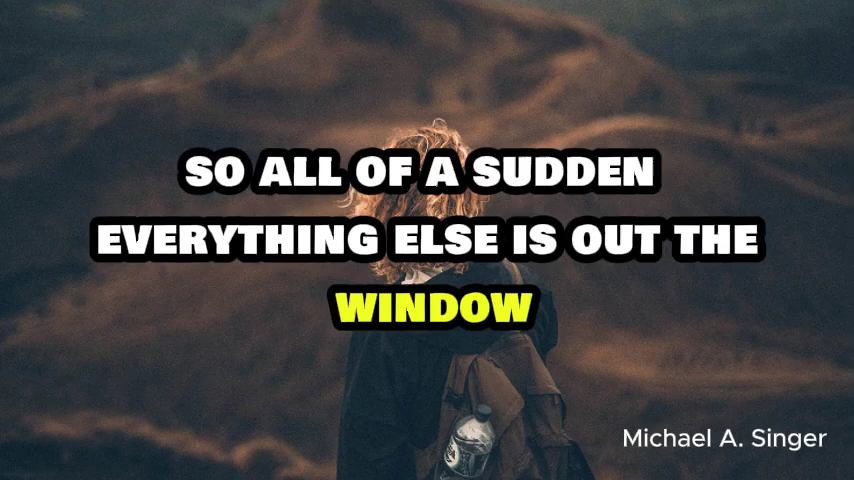 SO ALL OF A SUDDEN
EVERYTHING ELSE IS OUT THE
WINDOW
Michael A. Singer